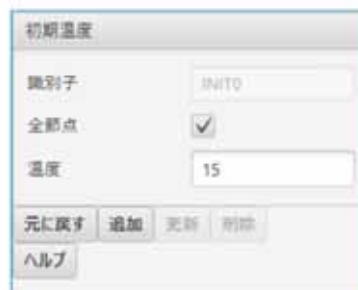 初期温度
識別子 INIT0
全節点
温度 15
元に戻す 追加 更新 削除
ヘルプ